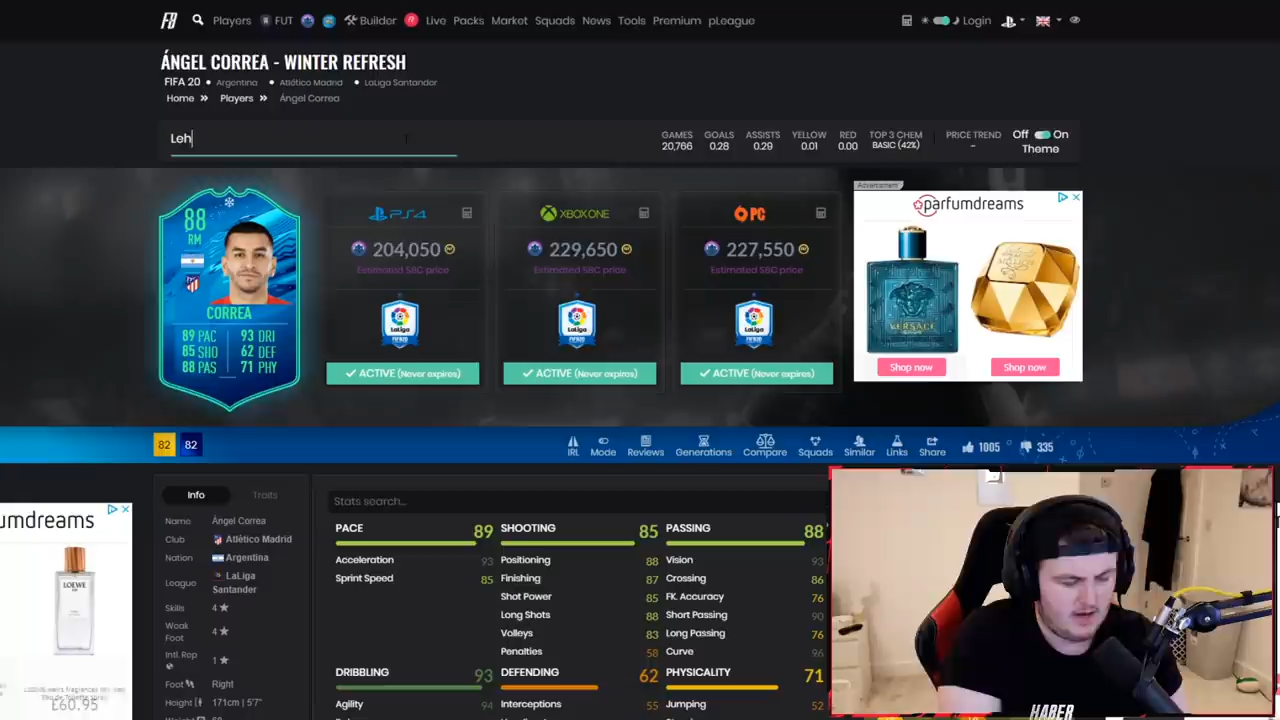 Players FUT Builder Live Packs Market Squads News Tools Premium pLeague Login
ÁNGEL CORREA - WINTER REFRESH
FIFA 20 • Argentina • Atlético Madrid • LaLiga Santander
Home » Players » Ángel Correa
Leh
GAMES GOALS ASSISTS YELLOW RED TOP 3 CHEM PRICE TREND Off On
20,766 0.28 0.29 0.01 0.00 BASIC (42%) - Theme
Advertisement
88
RM
CORREA
89 PAC 93 DRI
85 SHO 62 DEF
88 PAS 71 PHY
PS4 XBOX ONE PC
204,050 229,650 227,550
Estimated SBC price Estimated SBC price Estimated SBC price
LaLiga LaLiga LaLiga
ACTIVE (Never expires) ACTIVE (Never expires) ACTIVE (Never expires)
parfumdreams
VERSACE
Shop now Shop now
82 82
IRL Mode Reviews Generations Compare Squads Similar Links Share 1005 335
umdreams
LOEWE
£60.95
Info Traits
Name Ángel Correa
Club Atlético Madrid
Nation Argentina
League LaLiga Santander
Skills 4
Weak Foot 4
Intl. Rep 1
Foot Right
Height 171cm | 5'7"
Stats search...
PACE 89 SHOOTING 85 PASSING 88
Acceleration 93 Positioning 88 Vision 93
Sprint Speed 85 Finishing 87 Crossing 86
Shot Power 85 FK. Accuracy 76
Long Shots 88 Short Passing 90
Volleys 83 Long Passing 76
Penalties 58 Curve 96
DRIBBLING 93 DEFENDING 62 PHYSICALITY 71
Agility 94 Interceptions 55 Jumping 52
HABER